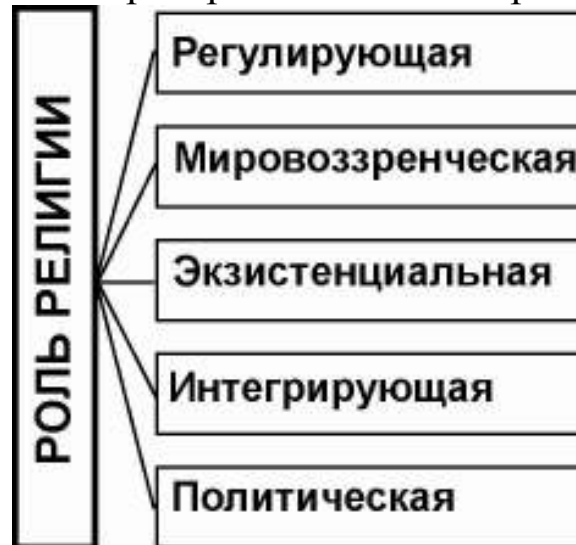 РОЛЬ РЕЛИГИИ
Регулирующая
Мировоззренческая
Экзистенциальная
Интегрирующая
Политическая